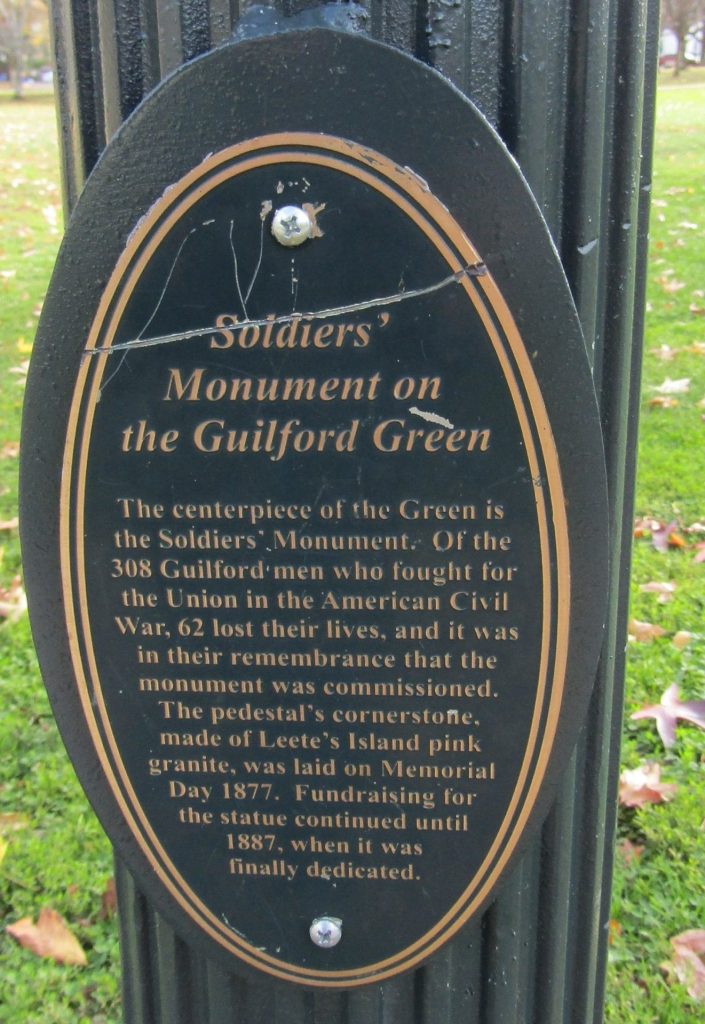 Soldiers'
Monument on
the Guilford Green
The centerpiece of the Green is
the Soldiers' Monument. Of the
308 Guilford men who fought for
the Union in the American Civil
War, 62 lost their lives, and it was
in their remembrance that the
monument was commissioned.
The pedestal's cornerstone,
made of Leete's Island pink
granite, was laid on Memorial
Day 1877. Fundraising for
the statue continued until
1887, when it was
finally dedicated.